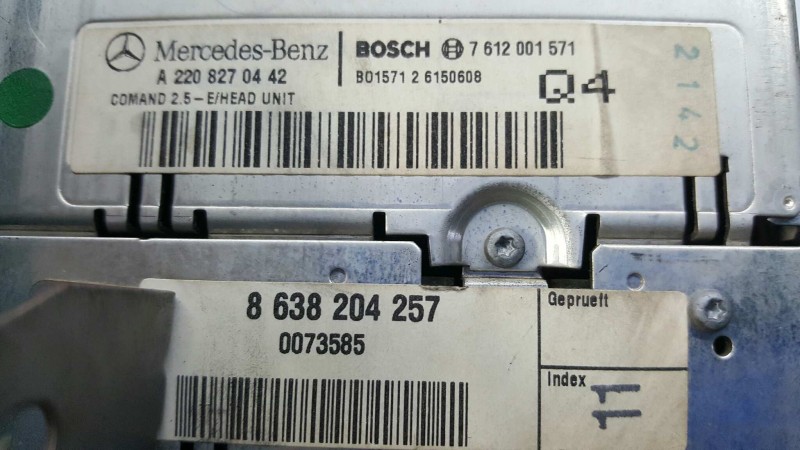 Mercedes-Benz
A 220 827 04 42
COMAND 2.5-E/HEAD UNIT
BOSCH 7 612 001 571
BO1571 2 6150608
Q4
2142
8 638 204 257
0073585
Geprueft
Index
11